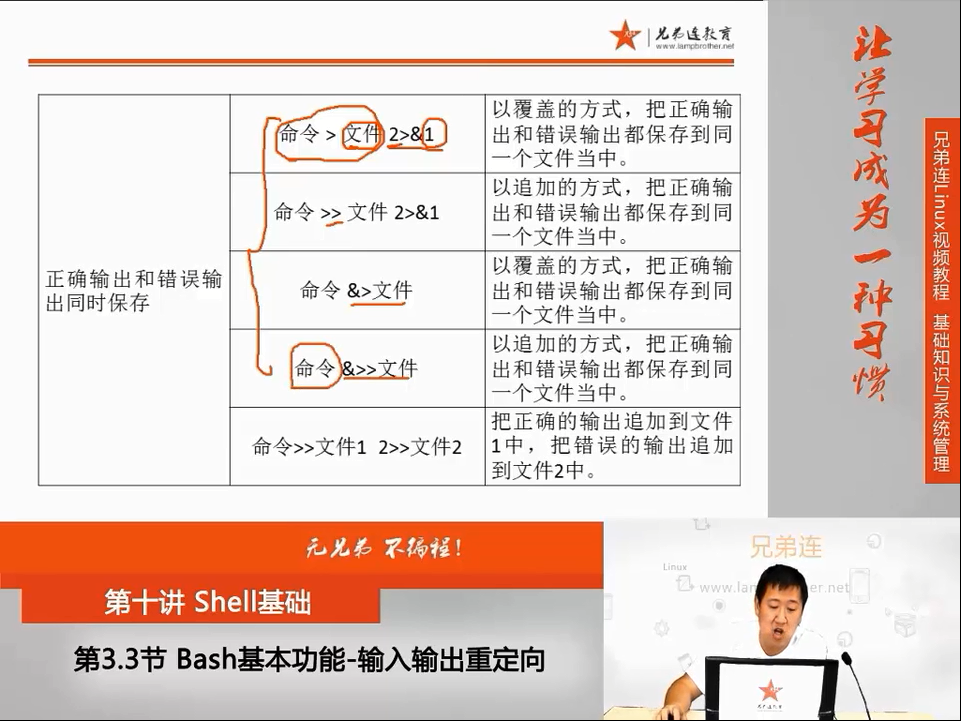 兄弟连教育
www.lampbrother.net
正确输出和错误输
出同时保存
命令 > 文件 2>&1
以覆盖的方式，把正确输
出和错误输出都保存到同
一个文件当中。
命令 >> 文件 2>&1
以追加的方式，把正确输
出和错误输出都保存到同
一个文件当中。
命令 &>文件
以覆盖的方式，把正确输
出和错误输出都保存到同
一个文件当中。
命令 &>>文件
以追加的方式，把正确输
出和错误输出都保存到同
一个文件当中。
命令>>文件1 2>>文件2
把正确的输出追加到文件
1中，把错误的输出追加
到文件2中。
让学习成为一种习惯
兄弟连Linux视频教程 基础知识与系统管理
无兄弟 不编程！
第十讲 Shell基础
第3.3节 Bash基本功能-输入输出重定向
兄弟连
Linux
兄弟连教育